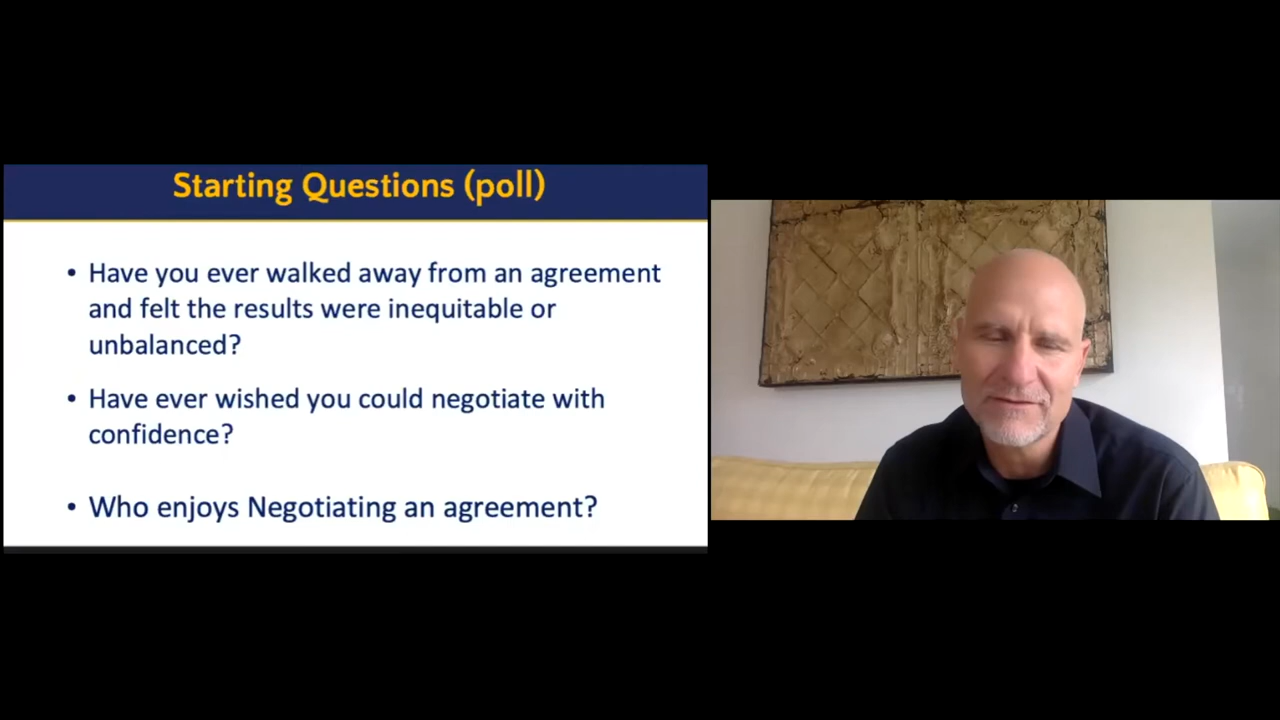 Starting Questions (poll)
• Have you ever walked away from an agreement
and felt the results were inequitable or
unbalanced?
• Have ever wished you could negotiate with
confidence?
• Who enjoys Negotiating an agreement?